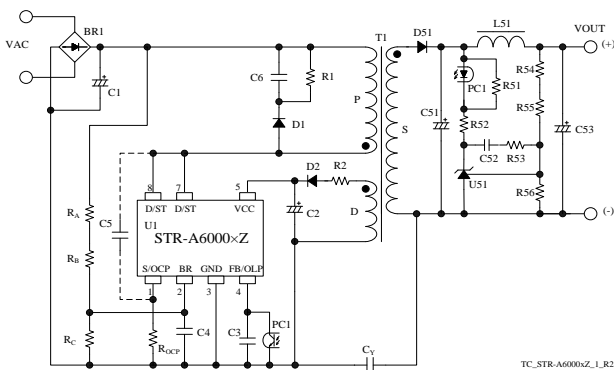 T1
L51
VOUT
BR1
D51
(+)
VAC
R54
C6
R1
PC1
R51
C1
P
R55
C51
C53
D1
S
R52
C52
R53
D2
R2
U51
R56
8
7
5
D/ST
D/ST
VCC
C2
D
(-)
RA
U1
C5
STR-A6000×Z
RB
S/OCP
BR
GND
FB/OLP
1
2
3
4
PC1
RC
C4
C3
ROCP
CY
TC_STR-A6000xZ_1_R2